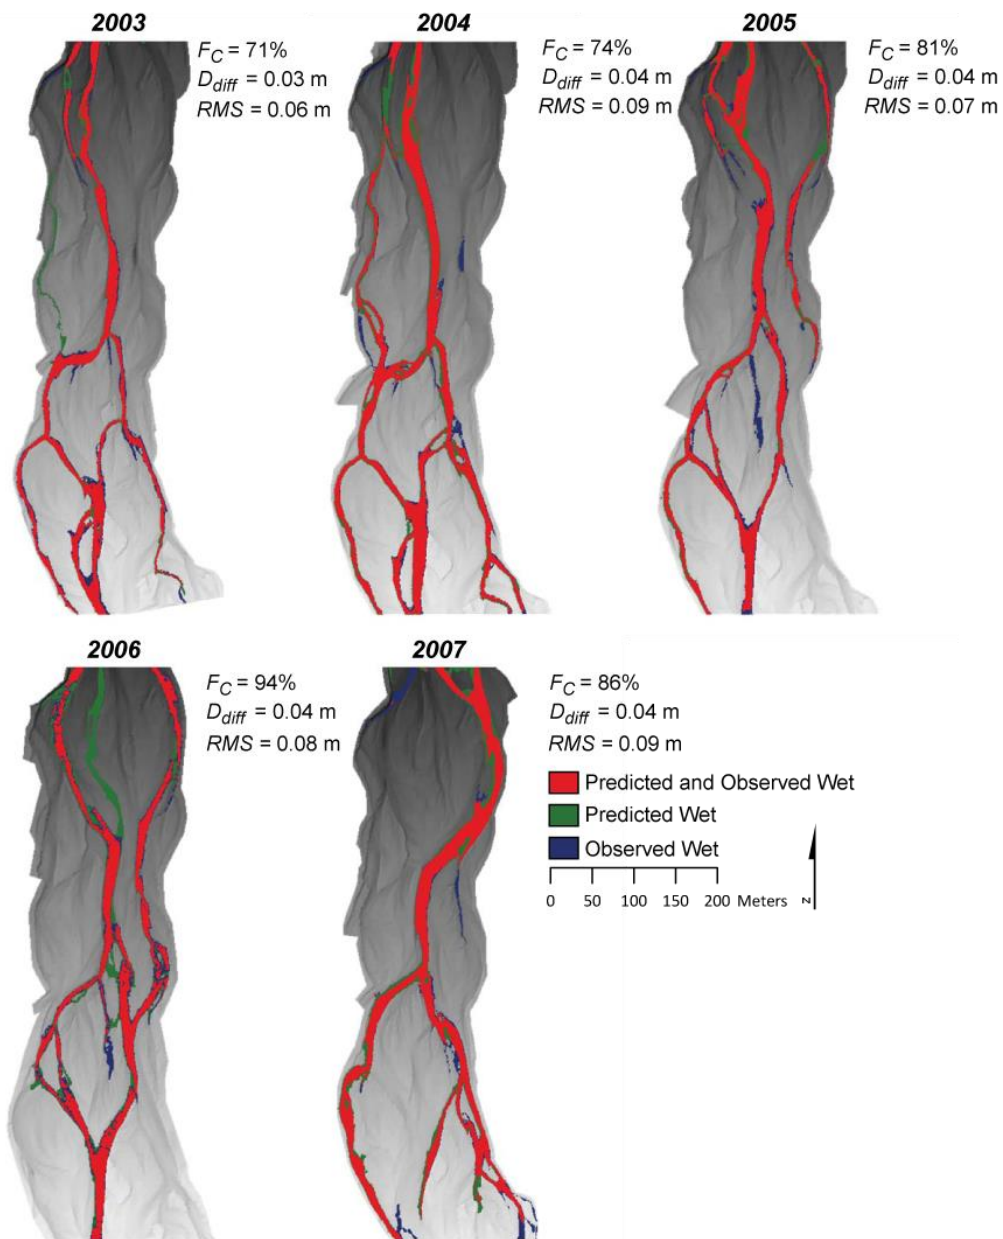 2003
F_C = 71%
D_diff = 0.03 m
RMS = 0.06 m
2004
F_C = 74%
D_diff = 0.04 m
RMS = 0.09 m
2005
F_C = 81%
D_diff = 0.04 m
RMS = 0.07 m
2006
F_C = 94%
D_diff = 0.04 m
RMS = 0.08 m
2007
F_C = 86%
D_diff = 0.04 m
RMS = 0.09 m
Predicted and Observed Wet
Predicted Wet
Observed Wet
0 50 100 150 200 Meters
N